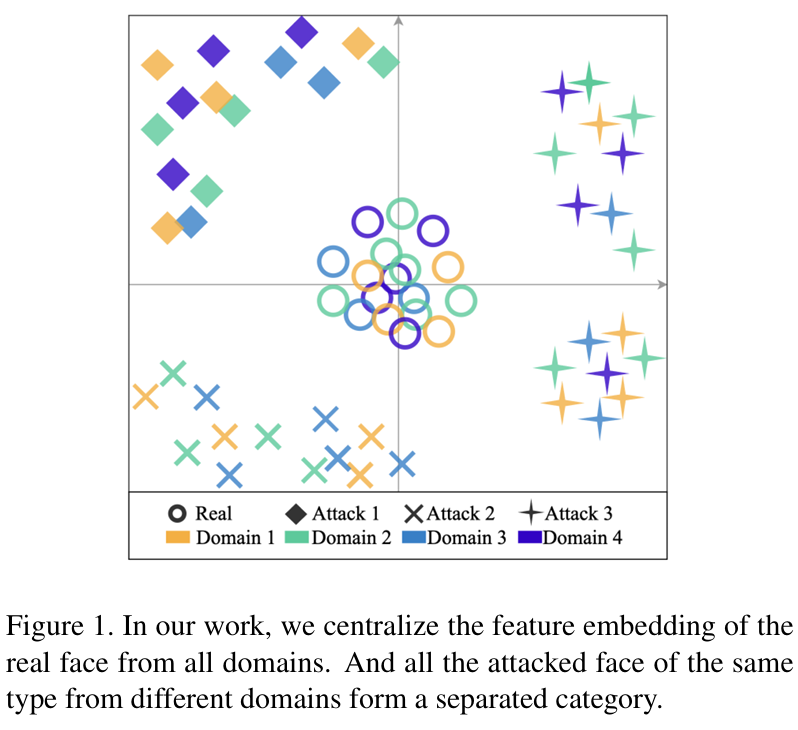 Real Attack 1 Attack 2 Attack 3
Domain 1 Domain 2 Domain 3 Domain 4
Figure 1. In our work, we centralize the feature embedding of the
real face from all domains. And all the attacked face of the same
type from different domains form a separated category.